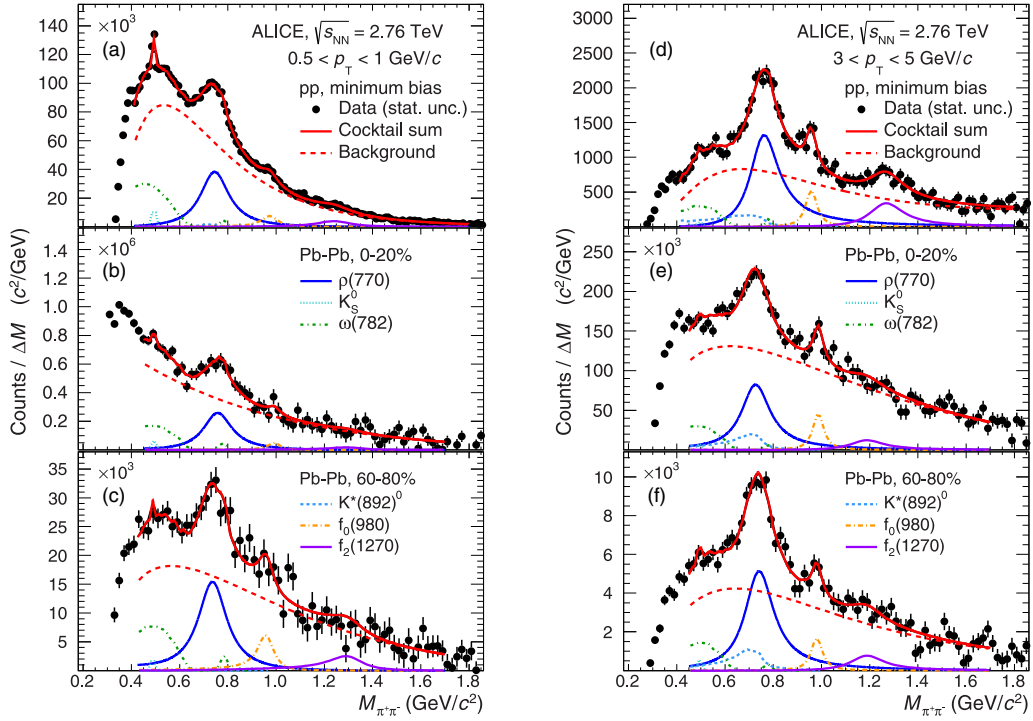 ×10³
140
120
100
80
60
40
20
(a)
ALICE, √s_NN = 2.76 TeV
0.5 < p_T < 1 GeV/c
pp, minimum bias
Data (stat. unc.)
Cocktail sum
Background
3000
2500
2000
1500
1000
500
(d)
ALICE, √s_NN = 2.76 TeV
3 < p_T < 5 GeV/c
pp, minimum bias
Data (stat. unc.)
Cocktail sum
Background
Counts / ΔM (c²/GeV)
×10⁶
1.4
1.2
1.0
0.8
0.6
0.4
0.2
(b)
Pb-Pb, 0-20%
ρ(770)
K⁰_S
ω(782)
Counts / ΔM (c²/GeV)
×10³
250
200
150
100
50
(e)
Pb-Pb, 0-20%
ρ(770)
K⁰_S
ω(782)
×10³
35
30
25
20
15
10
5
(c)
Pb-Pb, 60-80%
K*(892)⁰
f₀(980)
f₂(1270)
×10³
10
8
6
4
2
(f)
Pb-Pb, 60-80%
K*(892)⁰
f₀(980)
f₂(1270)
0.2 0.4 0.6 0.8 1.0 1.2 1.4 1.6 1.8
M_π⁺π⁻ (GeV/c²)
0.2 0.4 0.6 0.8 1.0 1.2 1.4 1.6 1.8
M_π⁺π⁻ (GeV/c²)